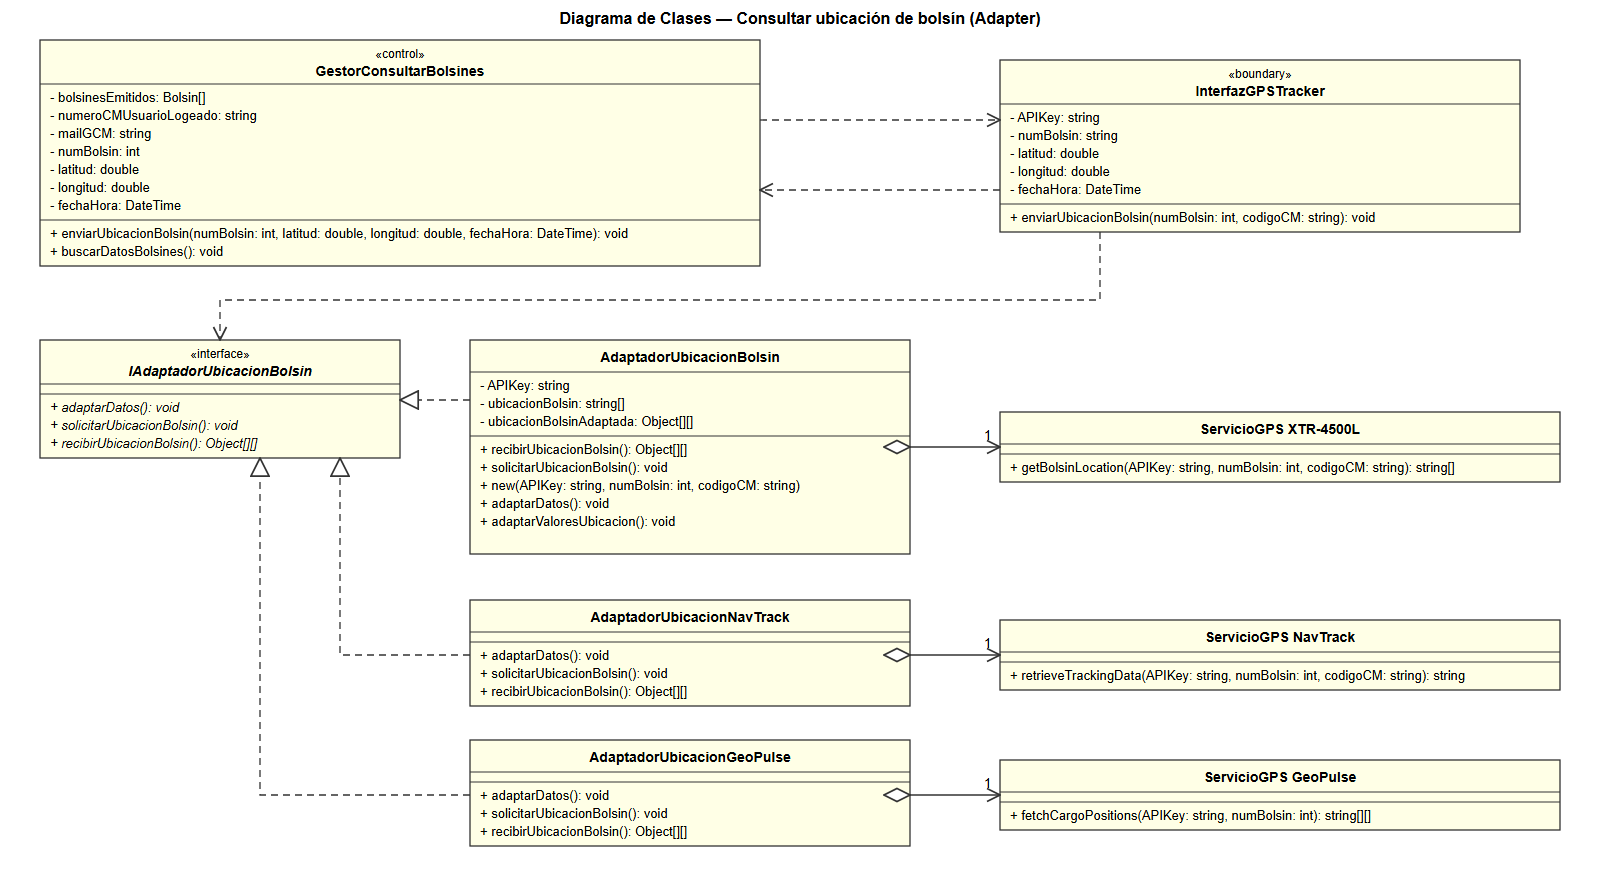 Diagrama de Clases — Consultar ubicación de bolsín (Adapter)
«control»
GestorConsultarBolsines
- bolsinesEmitidos: Bolsin[]
- numeroCMUsuarioLogeado: string
- mailGCM: string
- numBolsin: int
- latitud: double
- longitud: double
- fechaHora: DateTime
+ enviarUbicacionBolsin(numBolsin: int, latitud: double, longitud: double, fechaHora: DateTime): void
+ buscarDatosBolsines(): void
«boundary»
InterfazGPSTracker
- APIKey: string
- numBolsin: string
- latitud: double
- longitud: double
- fechaHora: DateTime
+ enviarUbicacionBolsin(numBolsin: int, codigoCM: string): void
«interface»
IAdaptadorUbicacionBolsin
+ adaptarDatos(): void
+ solicitarUbicacionBolsin(): void
+ recibirUbicacionBolsin(): Object[][]
AdaptadorUbicacionBolsin
- APIKey: string
- ubicacionBolsin: string[]
- ubicacionBolsinAdaptada: Object[][]
+ recibirUbicacionBolsin(): Object[][]
+ solicitarUbicacionBolsin(): void
+ new(APIKey: string, numBolsin: int, codigoCM: string)
+ adaptarDatos(): void
+ adaptarValoresUbicacion(): void
1
ServicioGPS XTR-4500L
+ getBolsinLocation(APIKey: string, numBolsin: int, codigoCM: string): string[]
AdaptadorUbicacionNavTrack
+ adaptarDatos(): void
+ solicitarUbicacionBolsin(): void
+ recibirUbicacionBolsin(): Object[][]
1
ServicioGPS NavTrack
+ retrieveTrackingData(APIKey: string, numBolsin: int, codigoCM: string): string
AdaptadorUbicacionGeoPulse
+ adaptarDatos(): void
+ solicitarUbicacionBolsin(): void
+ recibirUbicacionBolsin(): Object[][]
1
ServicioGPS GeoPulse
+ fetchCargoPositions(APIKey: string, numBolsin: int): string[][]